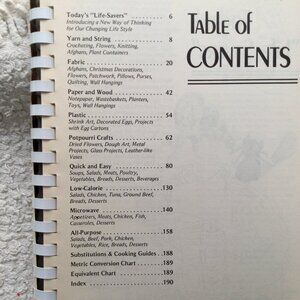 Table of
CONTENTS
Today's "Life-Savers" 6
Introducing a New Way of Thinking
for Our Changing Life Style
Yarn and String 8
Crocheting, Flowers, Knitting,
Afghans, Plant Containers
Fabric 20
Afghans, Christmas Decorations,
Flowers, Patchwork, Pillows, Purses,
Quilting, Wall Hangings
Paper and Wood 42
Notepaper, Wastebaskets, Planters,
Toys, Wall Hangings
Plastic 54
Shrink Art, Decorated Eggs, Projects
with Egg Cartons
Potpourri Crafts 62
Dried Flowers, Dough Art, Metal
Projects, Glass Projects, Leather-like
Vases
Quick and Easy 80
Soups, Salads, Meats, Poultry,
Vegetables, Breads, Desserts, Beverages
Low-Calorie 130
Salads, Chicken, Tuna, Ground Beef,
Breads, Desserts
Microwave 140
Appetizers, Meats, Chicken, Fish,
Casseroles, Desserts
All-Purpose 158
Salads, Beef, Pork, Chicken,
Vegetables, Rice, Breads, Desserts
Substitutions & Cooking Guides 188
Metric Conversion Chart 189
Equivalent Chart 189
Index 190